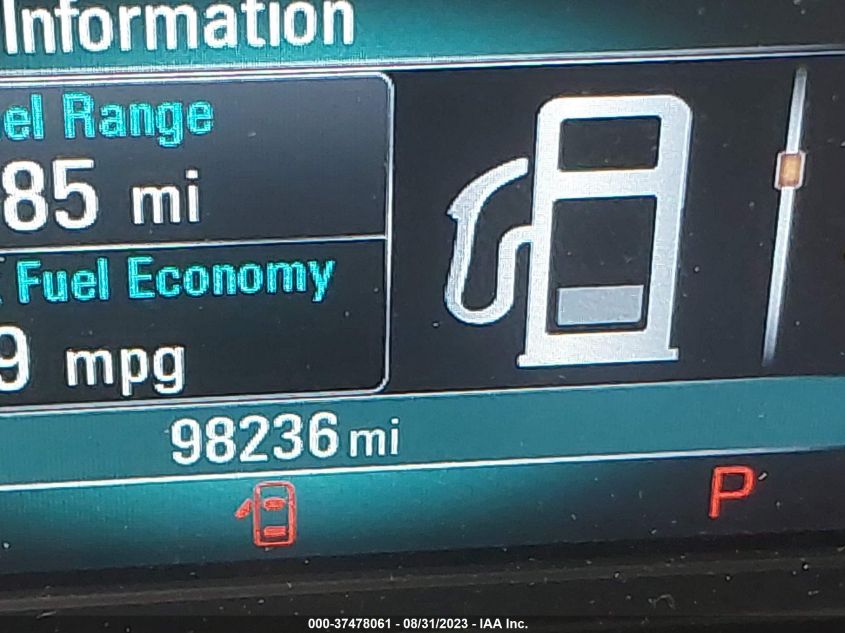 Information
el Range
85 mi
Fuel Economy
9 mpg
98236 mi
P
000-37478061 - 08/31/2023 - IAA Inc.